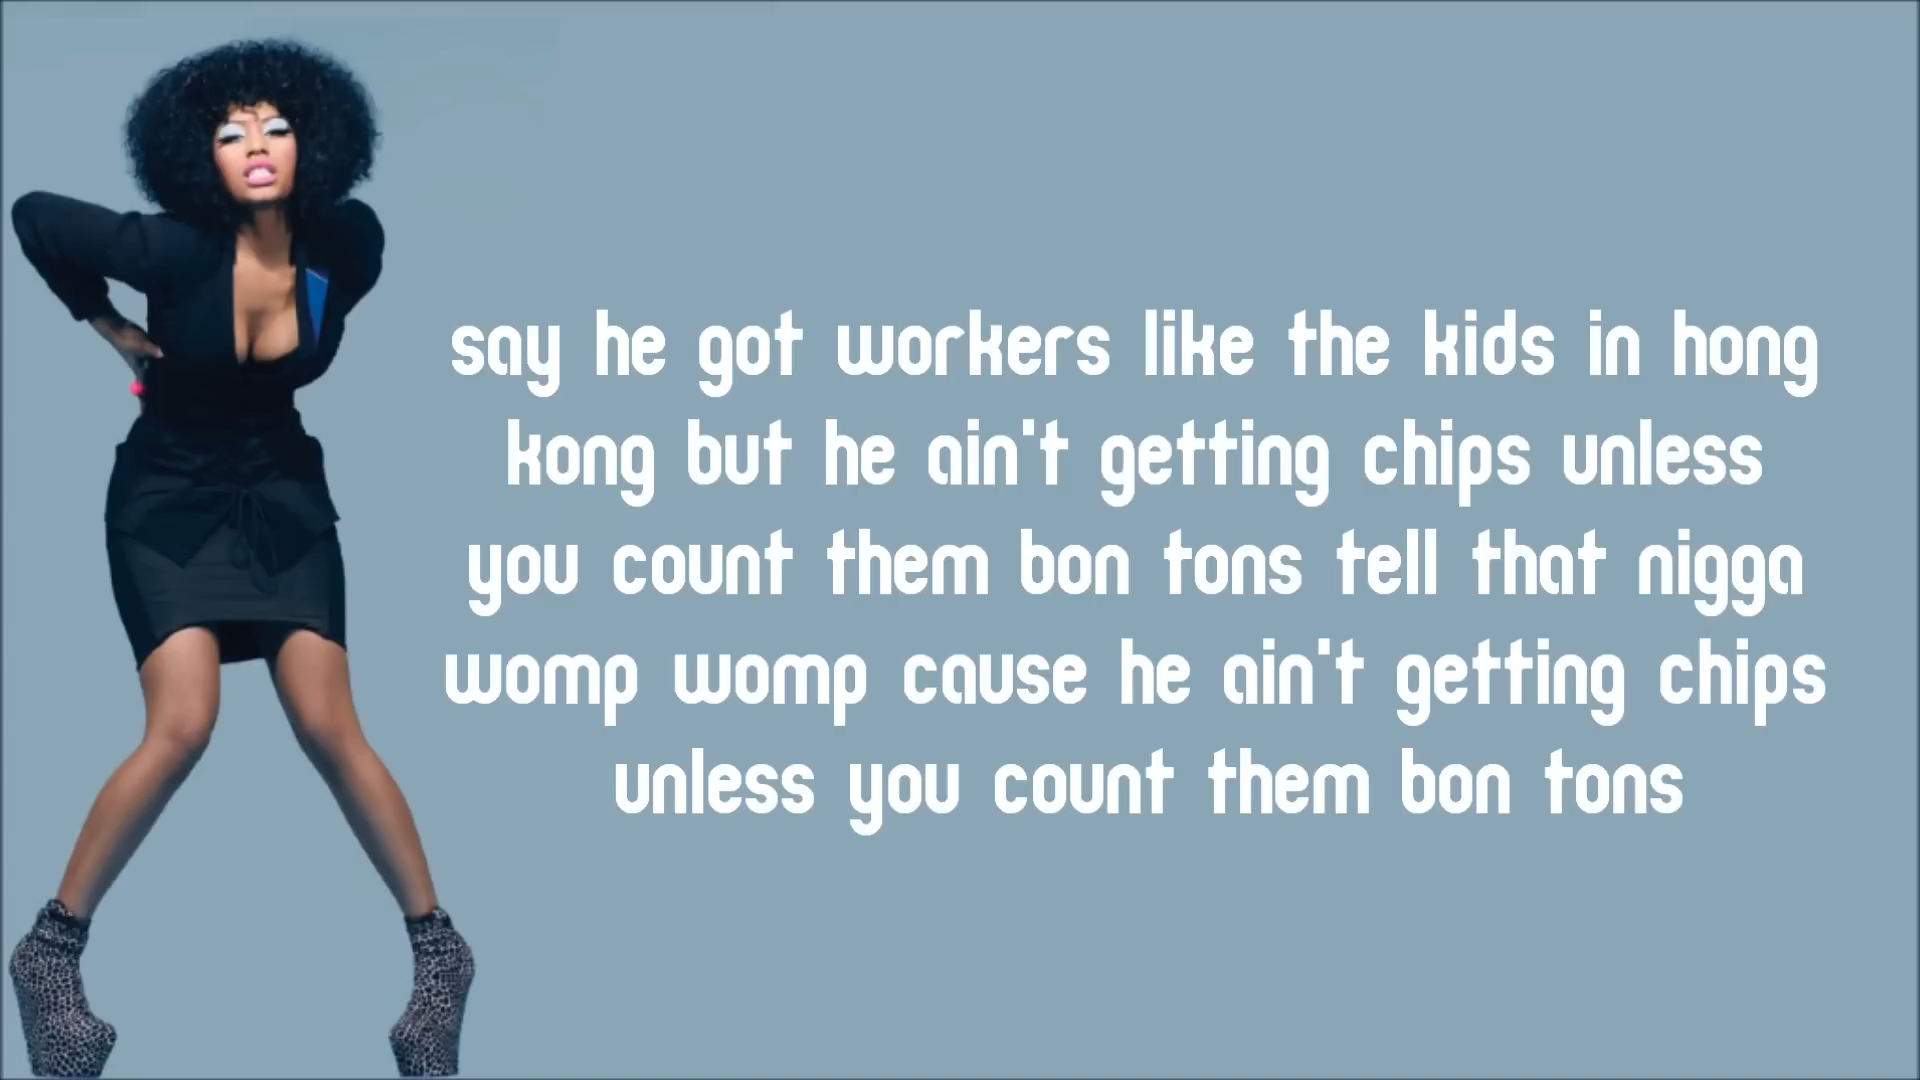 say he got workers like the kids in hong
kong but he ain't getting chips unless
you count them bon tons tell that nigga
womp womp cause he ain't getting chips
unless you count them bon tons